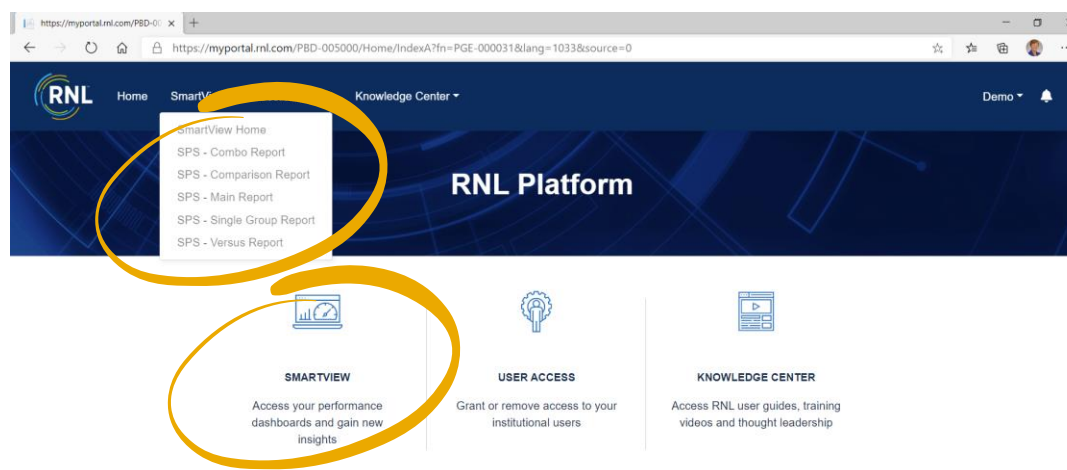 https://myportal.rnl.com/PBD-00
https://myportal.rnl.com/PBD-005000/Home/IndexA?fn=PGE-000031&lang=1033&source=0
RNL Home SmartVi Knowledge Center Demo
SmartView Home
SPS - Combo Report
SPS - Comparison Report
SPS - Main Report
SPS - Single Group Report
SPS - Versus Report
RNL Platform
SMARTVIEW USER ACCESS KNOWLEDGE CENTER
Access your performance Grant or remove access to your Access RNL user guides, training
dashboards and gain new institutional users videos and thought leadership
insights